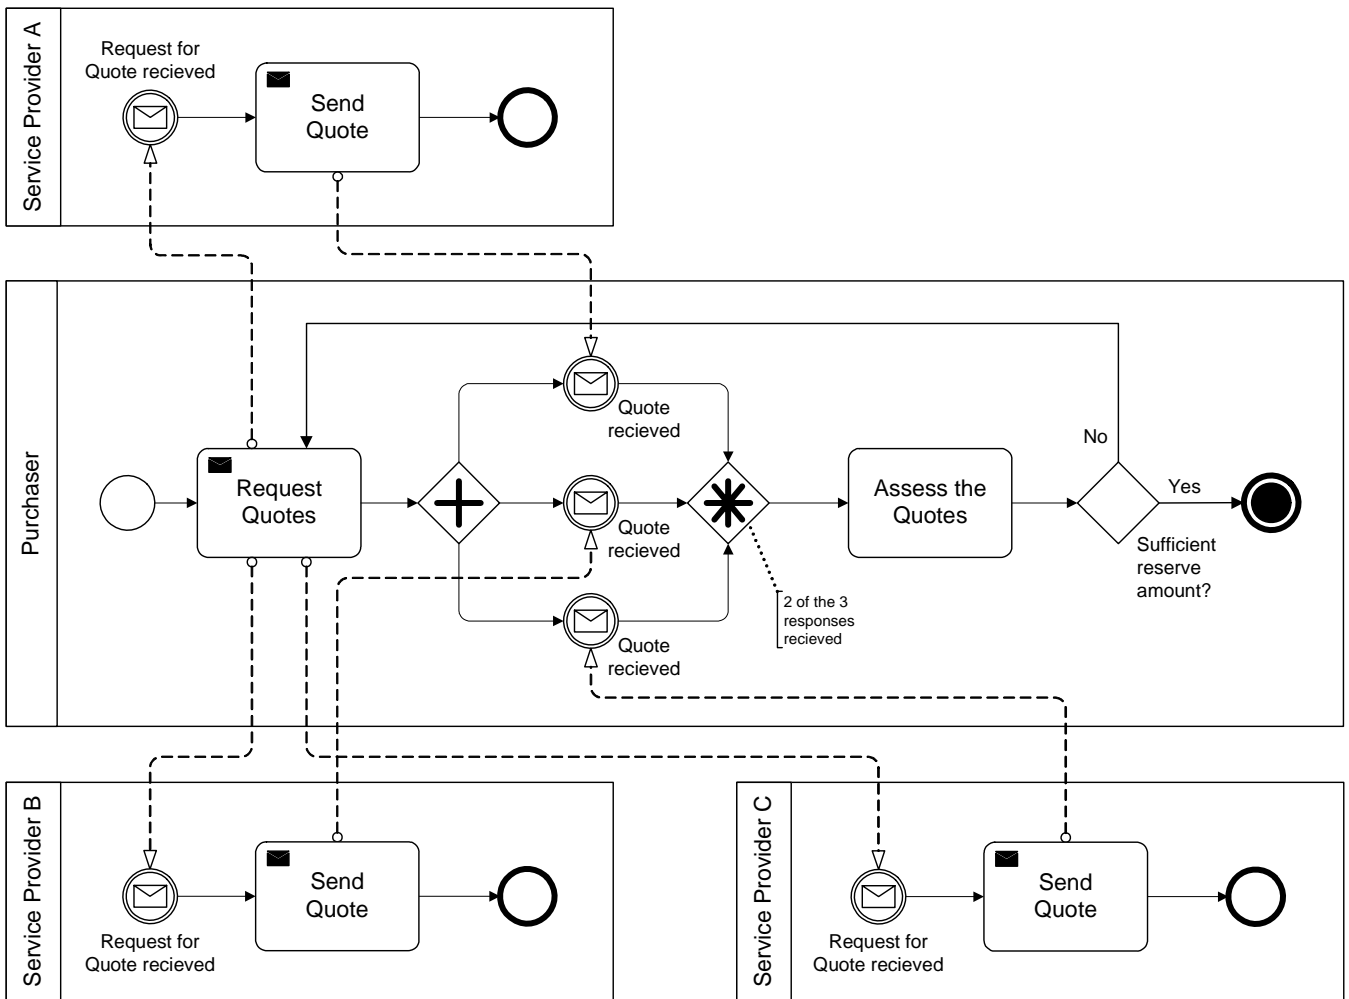 Service Provider A
Request for
Quote recieved
Send
Quote
Purchaser
Request
Quotes
Quote
recieved
Quote
recieved
Quote
recieved
2 of the 3
responses
recieved
Assess the
Quotes
No
Yes
Sufficient
reserve
amount?
Service Provider B
Request for
Quote recieved
Send
Quote
Service Provider C
Request for
Quote recieved
Send
Quote